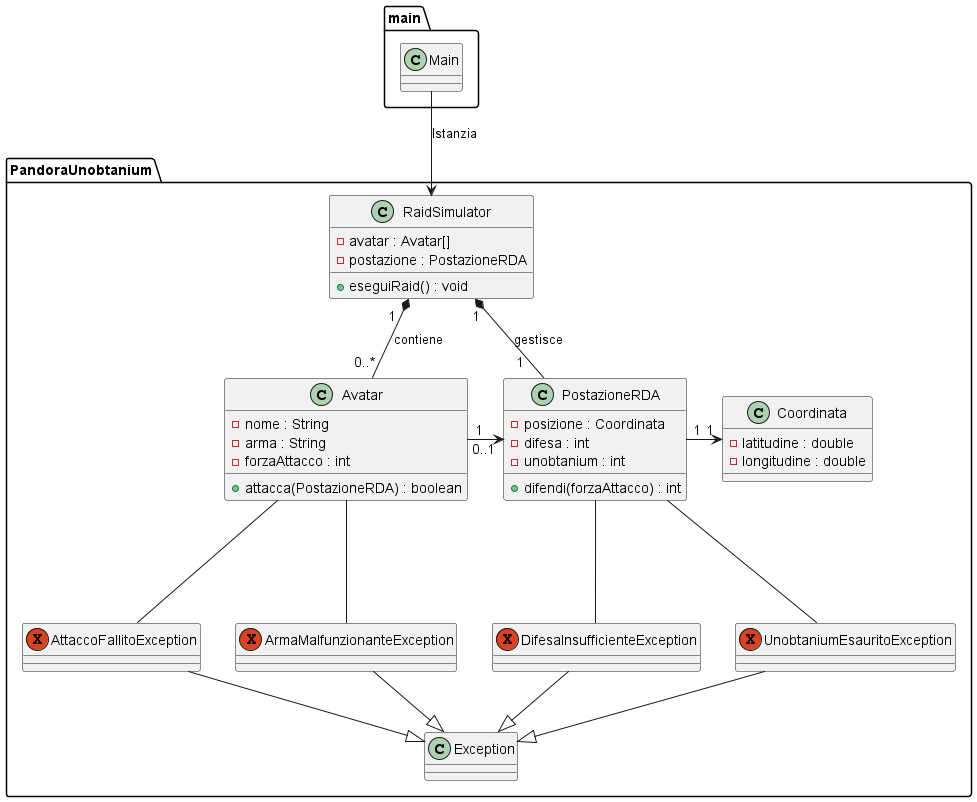 main
C Main
Istanzia
PandoraUnobtanium
C RaidSimulator
avatar : Avatar[]
postazione : PostazioneRDA
eseguiRaid() : void
1
1
contiene
gestisce
0..*
1
C Avatar
nome : String
arma : String
forzaAttacco : int
attacca(PostazioneRDA) : boolean
1
0..1
C PostazioneRDA
posizione : Coordinata
difesa : int
unobtanium : int
difendi(forzaAttacco) : int
1 1
C Coordinata
latitudine : double
longitudine : double
X AttaccoFallitoException
X ArmaMalfunzionanteException
X DifesaInsufficienteException
X UnobtaniumEsauritoException
C Exception